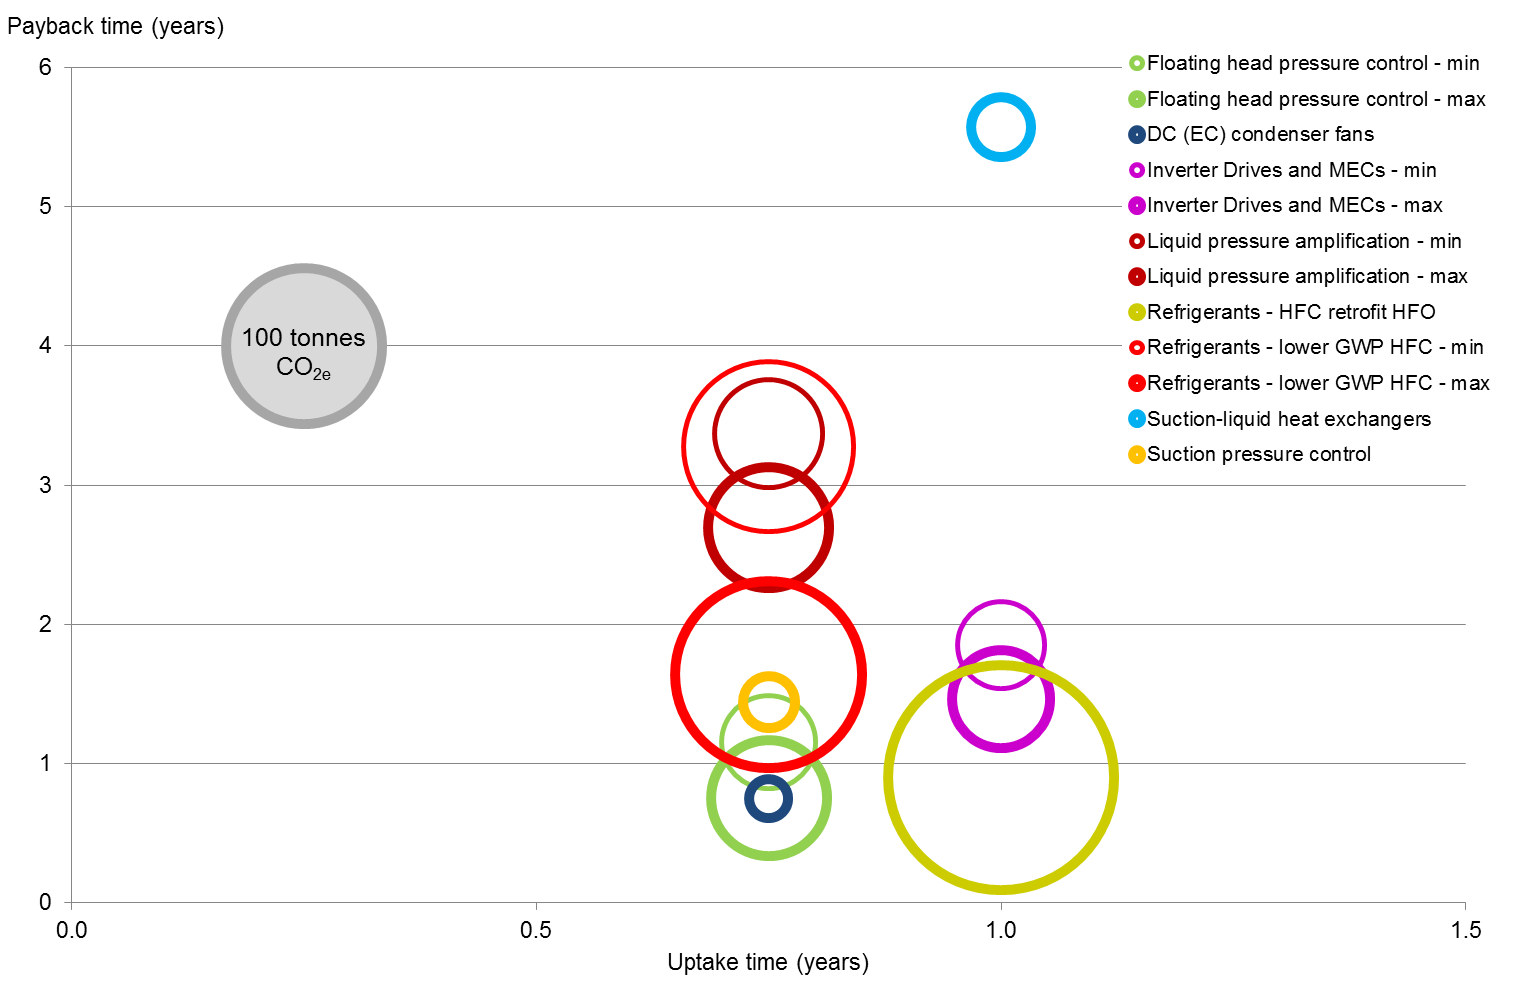 Payback time (years)
6
5
4
3
2
1
0
100 tonnes
CO2e
0.0
0.5
1.0
1.5
Uptake time (years)
Floating head pressure control - min
Floating head pressure control - max
DC (EC) condenser fans
Inverter Drives and MECs - min
Inverter Drives and MECs - max
Liquid pressure amplification - min
Liquid pressure amplification - max
Refrigerants - HFC retrofit HFO
Refrigerants - lower GWP HFC - min
Refrigerants - lower GWP HFC - max
Suction-liquid heat exchangers
Suction pressure control